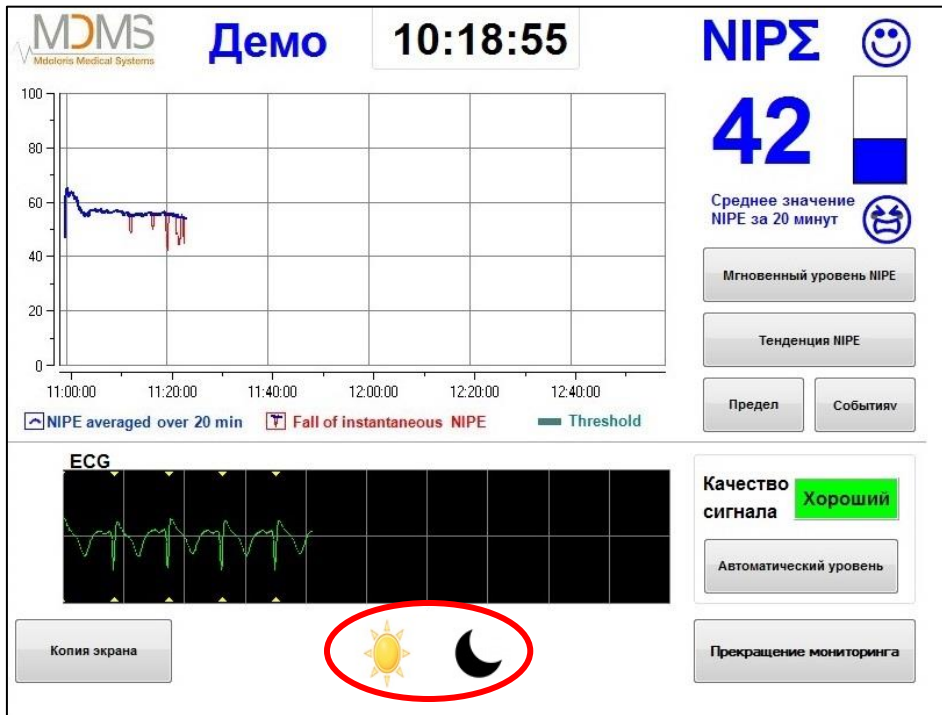 MDMS
Mdoloris Medical Systems
Демо
10:18:55
NIPΣ
42
Среднее значение
NIPE за 20 минут
100
80
60
40
20
0
11:00:00 11:20:00 11:40:00 12:00:00 12:20:00 12:40:00
NIPE averaged over 20 min Fall of instantaneous NIPE Threshold
Мгновенный уровень NIPE
Тенденция NIPE
Предел
Событияv
ECG
Качество
сигнала
Хороший
Автоматический уровень
Копия экрана
Прекращение мониторинга